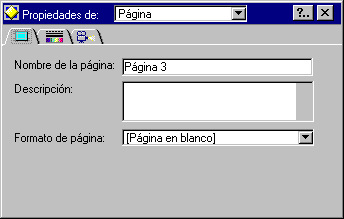 Propiedades de: Página ?..
Nombre de la página: Página 3
Descripción:
Formato de página: [Página en blanco]